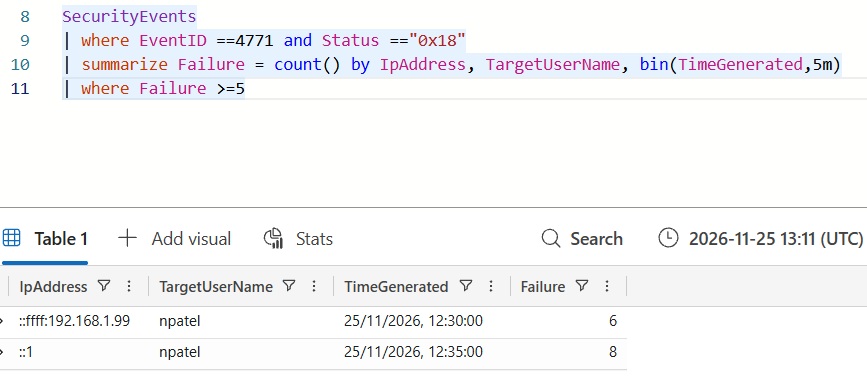 8 SecurityEvents
9 | where EventID ==4771 and Status =="0x18"
10 | summarize Failure = count() by IpAddress, TargetUserName, bin(TimeGenerated,5m)
11 | where Failure >=5
Table 1 Add visual Stats Search 2026-11-25 13:11 (UTC)
IpAddress TargetUserName TimeGenerated Failure
::ffff:192.168.1.99 npatel 25/11/2026, 12:30:00 6
::1 npatel 25/11/2026, 12:35:00 8